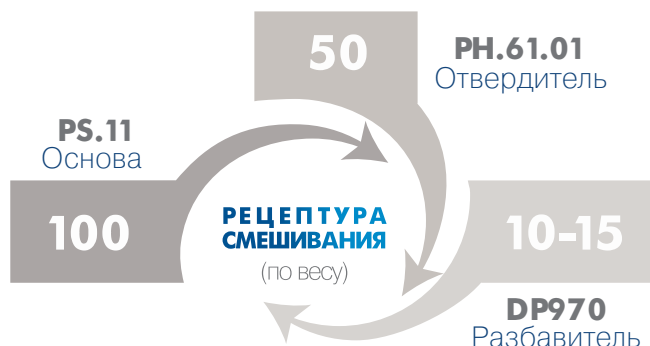 50
PH.61.01
Отвердитель
PS.11
Основа
100
РЕЦЕПТУРА
СМЕШИВАНИЯ
(по весу)
10-15
DP970
Разбавитель